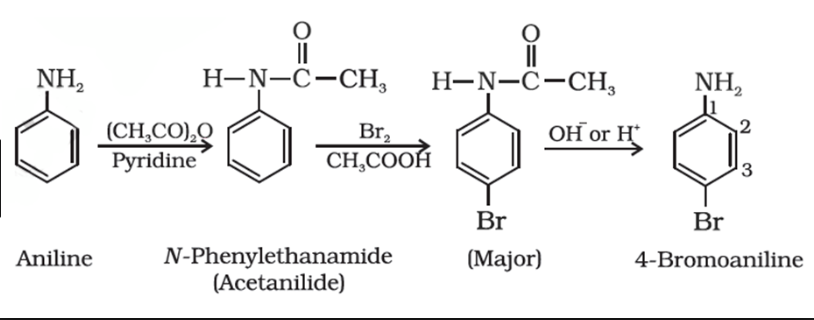 O
O
NH₂
H—N—C—CH₃
H—N—C—CH₃
NH₂
(CH₃CO)₂O
Pyridine
Br₂
CH₃COOH
OH⁻ or H⁺
1
2
3
Br
Br
Aniline
N-Phenylethanamide
(Acetanilide)
(Major)
4-Bromoaniline